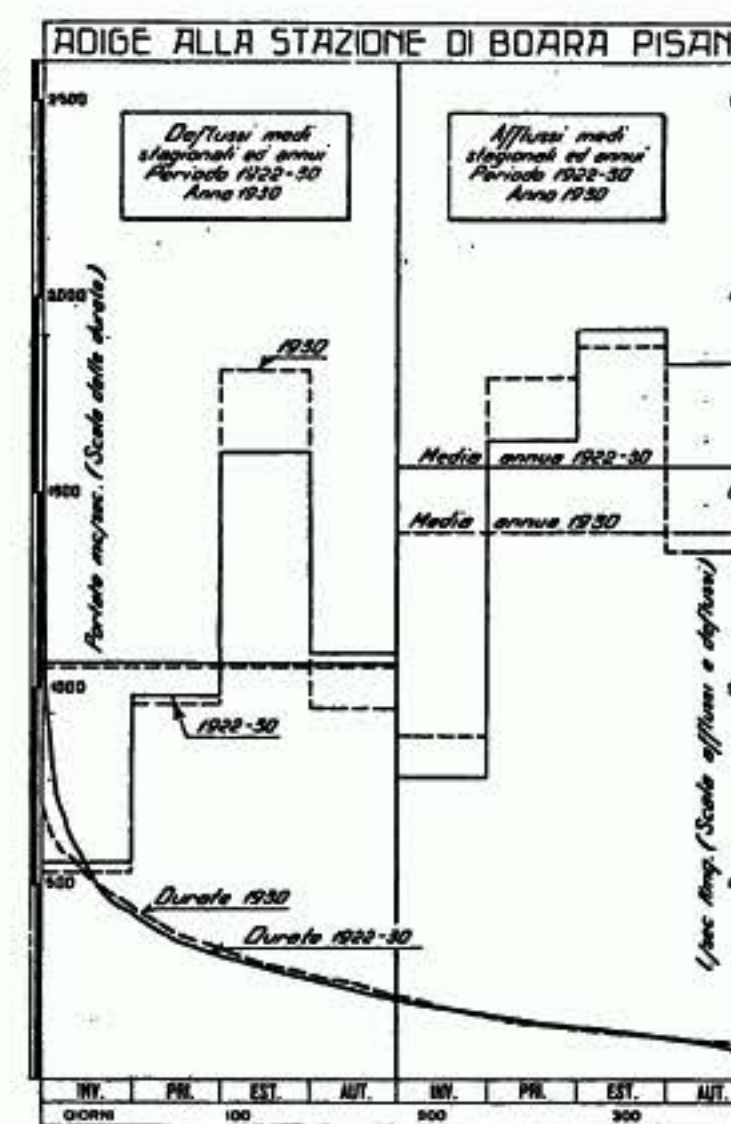 ADIGE ALLA STAZIONE DI BOARA PISAN
2500
Deflussi medi
stagionali ed annui
Periodo 1922-30
Anno 1930
Afflussi medi
stagionali ed annui
Periodo 1922-30
Anno 1930
2000
Portate mc/sec. (Scala delle durate)
1930
Media annua 1922-30
1500
Media annua 1930
1000
1922-30
l/sec Kmq. (Scala afflussi e deflussi)
500
Durate 1930
Durate 1922-30
INV. PRI. EST. AUT. INV. PRI. EST. AUT.
GIORNI 100 200 300